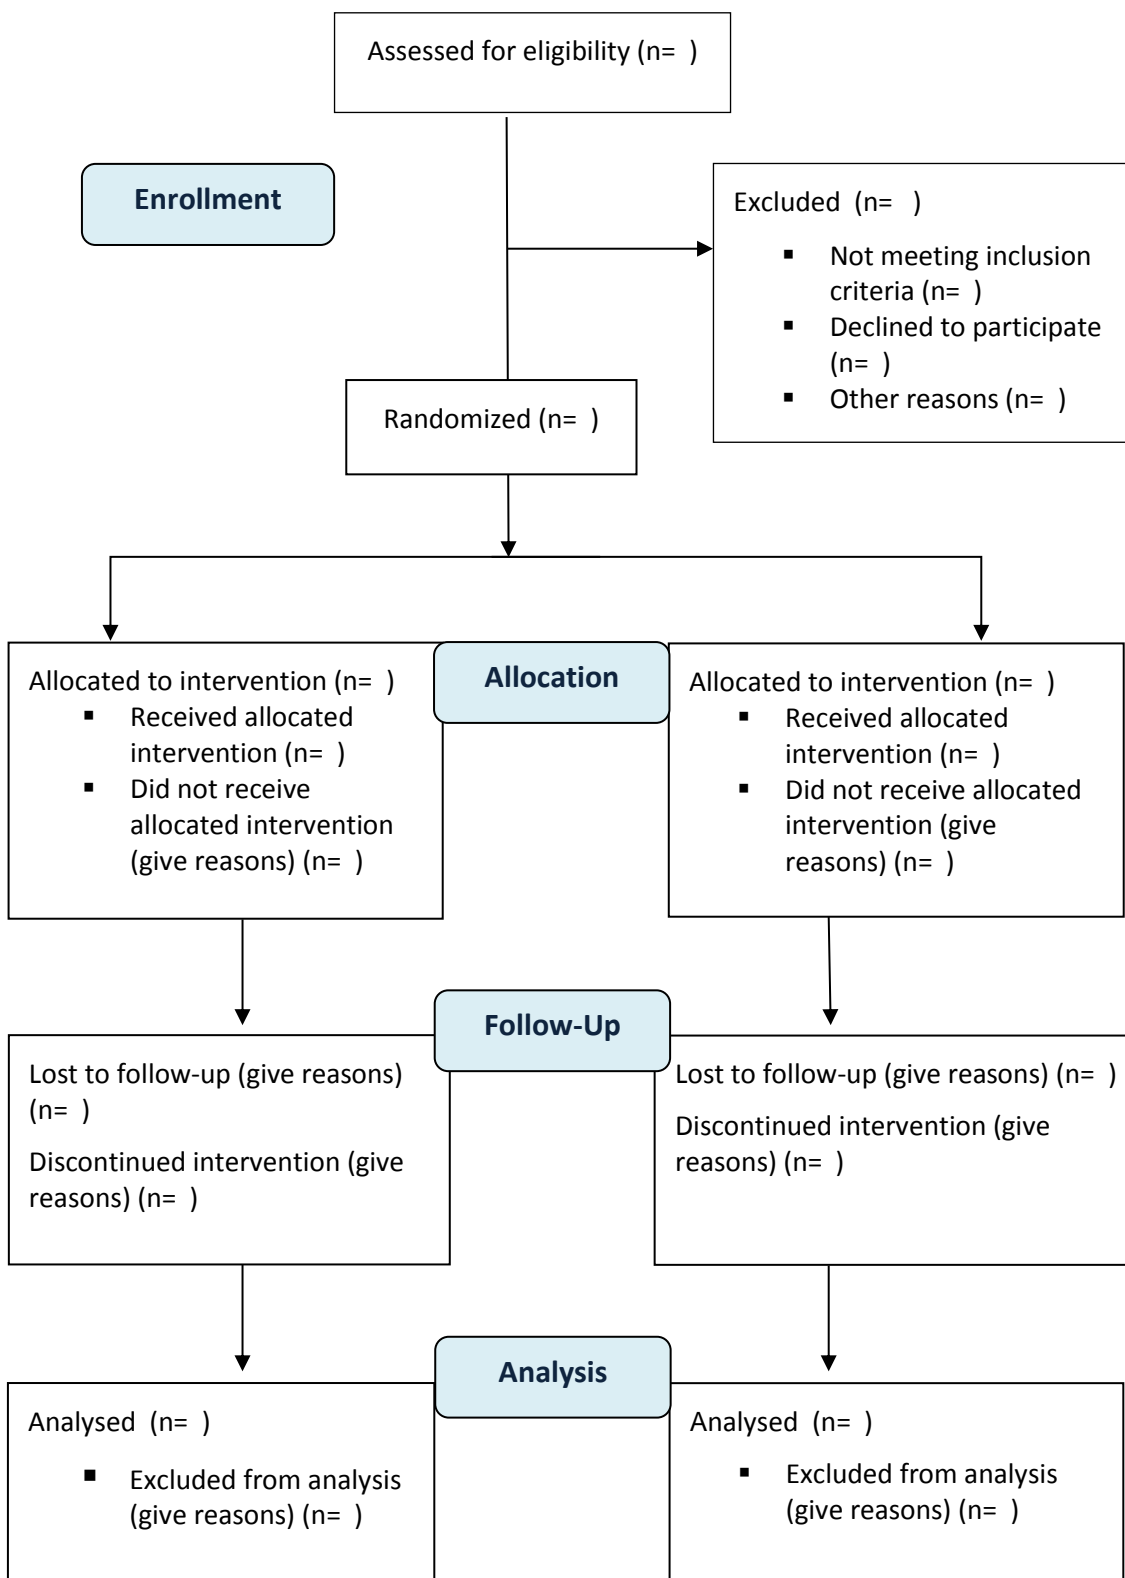 Assessed for eligibility (n=  )
Enrollment
Excluded  (n=   )
▪ Not meeting inclusion
criteria (n=  )
▪ Declined to participate
(n=  )
▪ Other reasons (n=  )
Randomized (n=  )
Allocation
Allocated to intervention (n=  )
▪ Received allocated
intervention (n=  )
▪ Did not receive
allocated intervention
(give reasons) (n=  )
Allocated to intervention (n=  )
▪ Received allocated
intervention (n=  )
▪ Did not receive allocated
intervention (give
reasons) (n=  )
Follow-Up
Lost to follow-up (give reasons)
(n=  )
Discontinued intervention (give
reasons) (n=  )
Lost to follow-up (give reasons) (n=  )
Discontinued intervention (give
reasons) (n=  )
Analysis
Analysed  (n=  )
▪ Excluded from analysis
(give reasons) (n=  )
Analysed  (n=  )
▪ Excluded from analysis
(give reasons) (n=  )